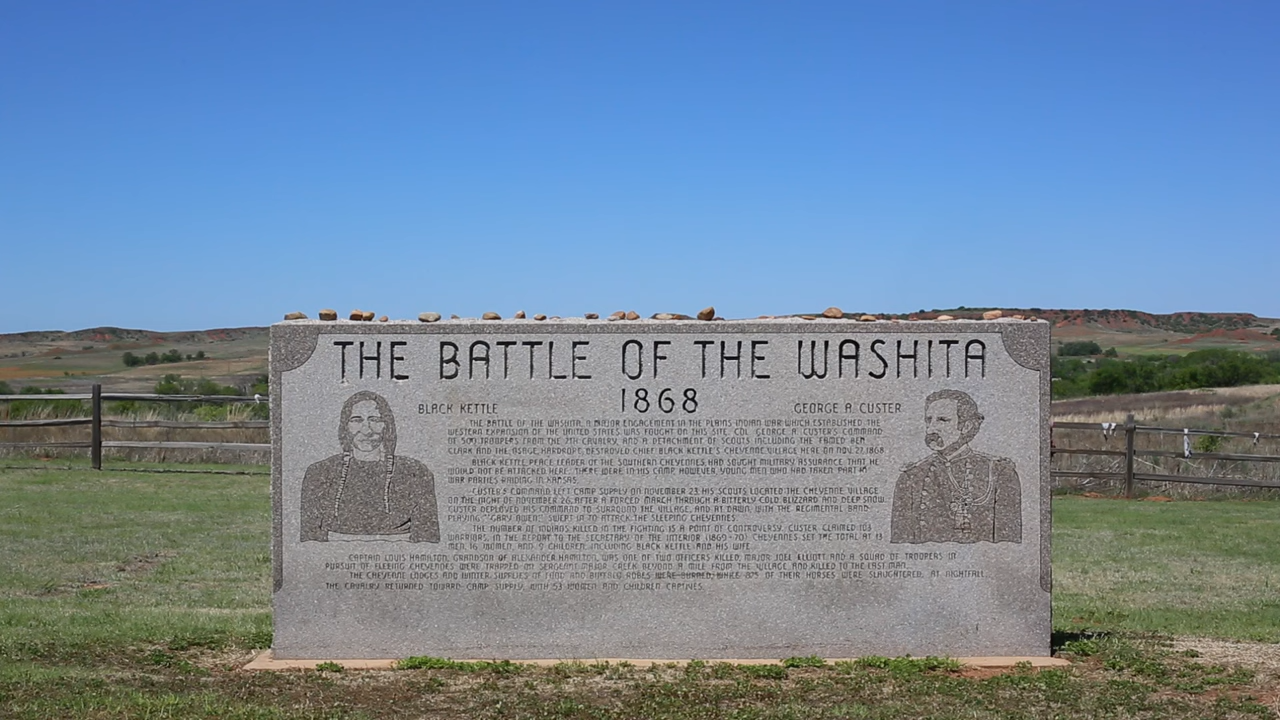 THE BATTLE OF THE WASHITA
1868
BLACK KETTLE
GEORGE A. CUSTER
THE BATTLE OF THE WASHITA, A MAJOR ENGAGEMENT IN THE PLAINS INDIAN WAR WHICH ESTABLISHED THE
WESTERN EXPANSION OF THE UNITED STATES WAS FOUGHT ON THIS SITE. COL. GEORGE A. CUSTER'S COMMAND
OF 500 TROOPERS FROM THE 7TH CAVALRY, AND A DETACHMENT OF SCOUTS INCLUDING THE FAMED BEN
CLARK AND THE OSAGE, HARDROPE, DESTROYED CHIEF BLACK KETTLE'S CHEYENNE VILLAGE HERE ON NOV. 27, 1868.
BLACK KETTLE, PEACE LEADER OF THE SOUTHERN CHEYENNES, HAD SOUGHT MILITARY ASSURANCE THAT HE
WOULD NOT BE ATTACKED HERE. THERE WERE IN HIS CAMP, HOWEVER, YOUNG MEN WHO HAD TAKEN PART IN
WAR PARTIES RAIDING IN KANSAS.
CUSTER'S COMMAND LEFT CAMP SUPPLY ON NOVEMBER 23. HIS SCOUTS LOCATED THE CHEYENNE VILLAGE
ON THE NIGHT OF NOVEMBER 26, AFTER A FORCED MARCH THROUGH A BITTERLY COLD BLIZZARD AND DEEP SNOW.
CUSTER DEPLOYED HIS COMMAND TO SURROUND THE VILLAGE, AND AT DAWN, WITH THE REGIMENTAL BAND
PLAYING, "GARY OWEN," SWEPT IN TO ATTACK THE SLEEPING CHEYENNES.
THE NUMBER OF INDIANS KILLED IN THE FIGHTING IS A POINT OF CONTROVERSY. CUSTER CLAIMED 103
WARRIORS. IN THE REPORT TO THE SECRETARY OF THE INTERIOR (1869-70) CHEYENNES SET THE TOTAL AT 13
MEN, 16 WOMEN, AND 9 CHILDREN, INCLUDING BLACK KETTLE AND HIS WIFE.
CAPTAIN LOUIS HAMILTON, GRANDSON OF ALEXANDER HAMILTON, WAS ONE OF TWO OFFICERS KILLED. MAJOR JOEL ELLIOTT, AND A SQUAD OF TROOPERS IN
PURSUIT OF FLEEING CHEYENNES WERE TRAPPED ON SERGEANT MAJOR CREEK BEYOND A MILE FROM THE VILLAGE, AND KILLED TO THE LAST MAN.
THE CHEYENNE LODGES AND WINTER SUPPLIES OF FOOD AND BUFFALO ROBES WERE BURNED, WHILE 875 OF THEIR HORSES WERE SLAUGHTERED. AT NIGHTFALL,
THE CAVALRY RETURNED TOWARD CAMP SUPPLY, WITH 53 WOMEN AND CHILDREN CAPTIVES.